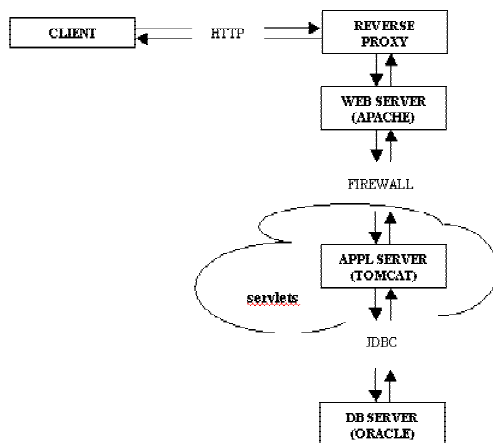 CLIENT
HTTP
REVERSE
PROXY
WEB SERVER
(APACHE)
FIREWALL
APPL SERVER
(TOMCAT)
servlets
JDBC
DB SERVER
(ORACLE)